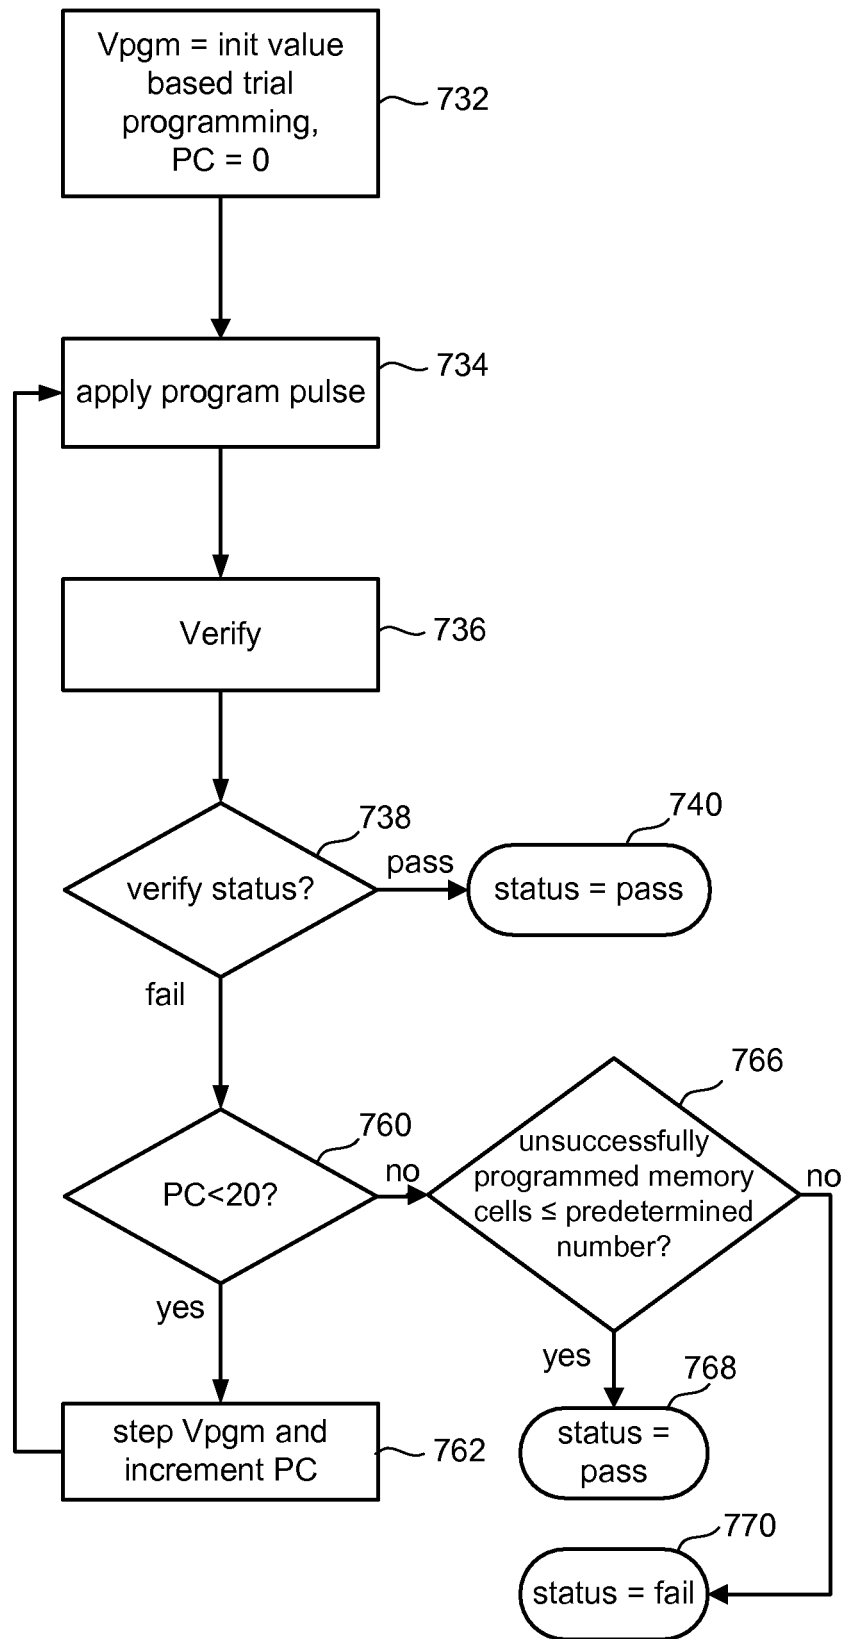 Vpgm = init value
based trial
programming,
PC = 0
732
apply program pulse
734
Verify
736
738
verify status?
pass
740
status = pass
fail
760
PC<20?
no
766
unsuccessfully
programmed memory
cells ≤ predetermined
number?
no
yes
yes
768
status =
pass
step Vpgm and
increment PC
762
770
status = fail